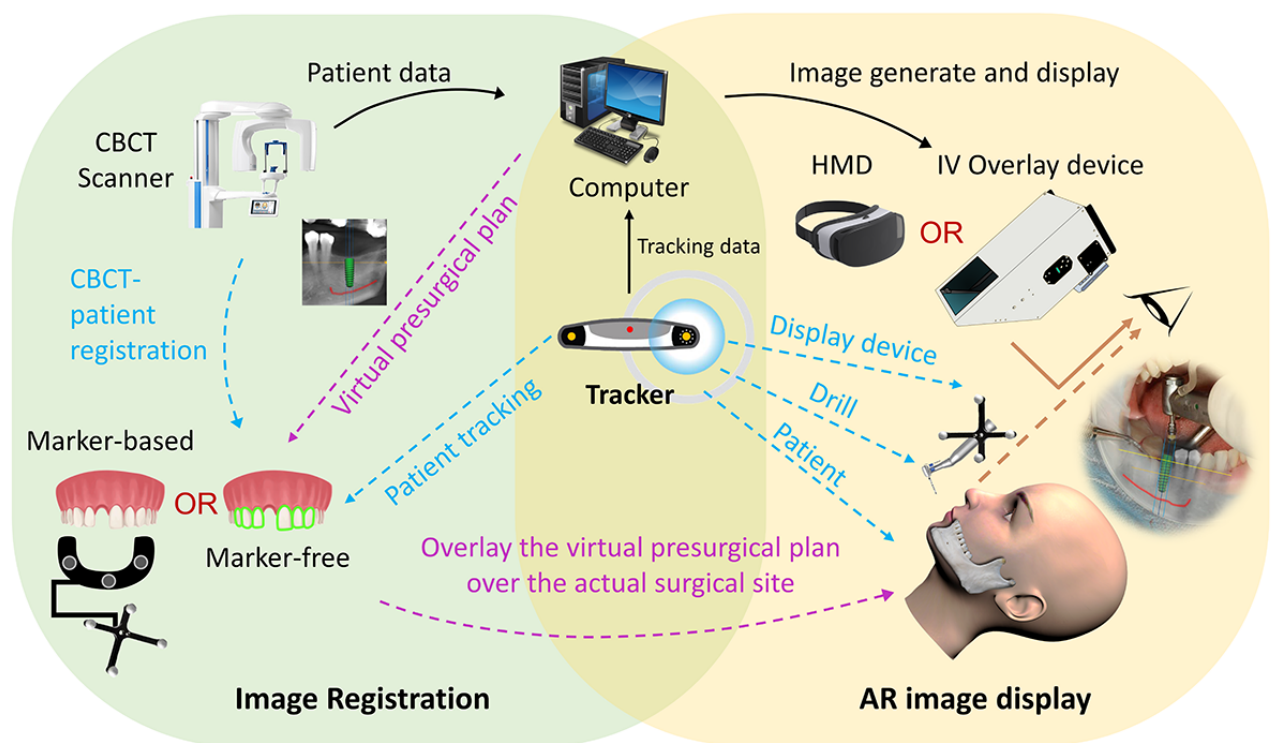 Patient data
Image generate and display
CBCT
Scanner
HMD
IV Overlay device
Computer
OR
Tracking data
Virtual presurgical plan
CBCT-
patient
registration
Display device
Tracker
Drill
Patient tracking
Patient
Marker-based
OR
Marker-free
Overlay the virtual presurgical plan
over the actual surgical site
Image Registration
AR image display